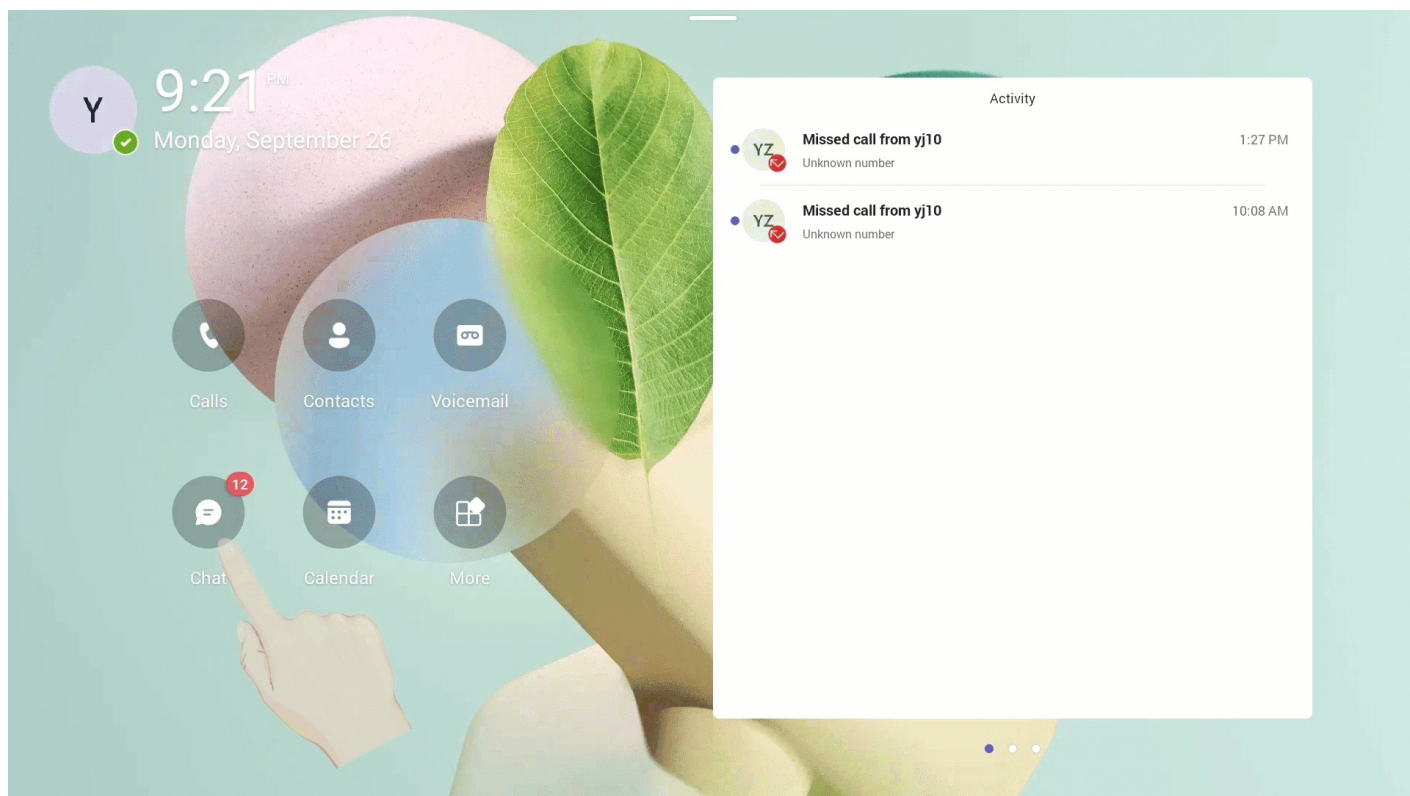 Y
9:21 PM
Monday, September 26
Calls
Contacts
Voicemail
12
Chat
Calendar
More
Activity
YZ
Missed call from yj10
1:27 PM
Unknown number
YZ
Missed call from yj10
10:08 AM
Unknown number